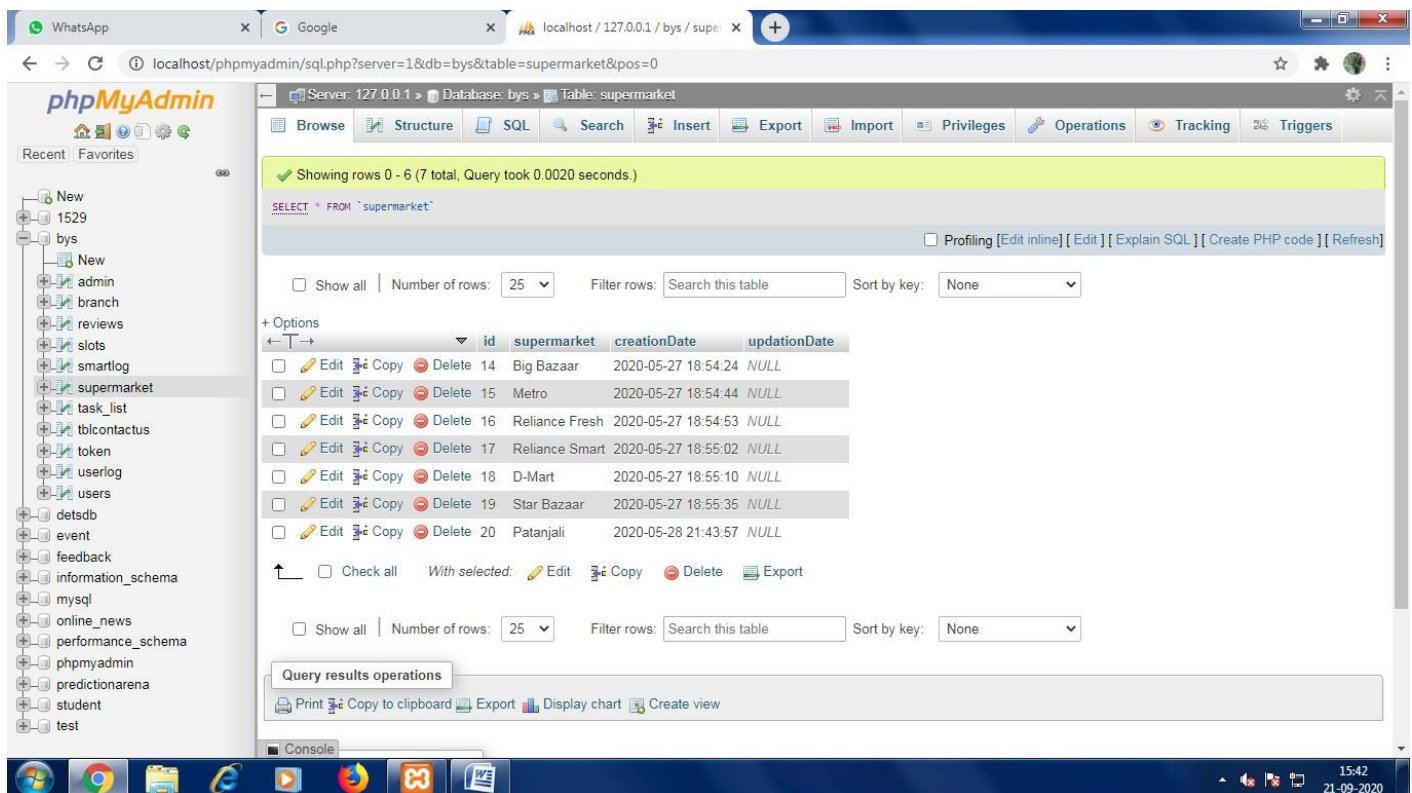 WhatsApp
Google
localhost / 127.0.0.1 / bys / super
localhost/phpmyadmin/sql.php?server=1&db=bys&table=supermarket&pos=0
phpMyAdmin
Recent Favorites
New
1529
bys
New
admin
branch
reviews
slots
smartlog
supermarket
task_list
tblcontactus
token
userlog
users
detsdb
event
feedback
information_schema
mysql
online_news
performance_schema
phpmyadmin
predictionarena
student
test
Server: 127.0.0.1 » Database: bys » Table: supermarket
Browse Structure SQL Search Insert Export Import Privileges Operations Tracking Triggers
Showing rows 0 - 6 (7 total, Query took 0.0020 seconds.)
SELECT * FROM `supermarket`
Profiling [Edit inline] [ Edit ] [ Explain SQL ] [ Create PHP code ] [ Refresh]
Show all | Number of rows: 25 Filter rows: Search this table Sort by key: None
+ Options
←T→ id supermarket creationDate updationDate
Edit Copy Delete 14 Big Bazaar 2020-05-27 18:54:24 NULL
Edit Copy Delete 15 Metro 2020-05-27 18:54:44 NULL
Edit Copy Delete 16 Reliance Fresh 2020-05-27 18:54:53 NULL
Edit Copy Delete 17 Reliance Smart 2020-05-27 18:55:02 NULL
Edit Copy Delete 18 D-Mart 2020-05-27 18:55:10 NULL
Edit Copy Delete 19 Star Bazaar 2020-05-27 18:55:35 NULL
Edit Copy Delete 20 Patanjali 2020-05-28 21:43:57 NULL
Check all With selected: Edit Copy Delete Export
Show all | Number of rows: 25 Filter rows: Search this table Sort by key: None
Query results operations
Print Copy to clipboard Export Display chart Create view
Console
15:42
21-09-2020